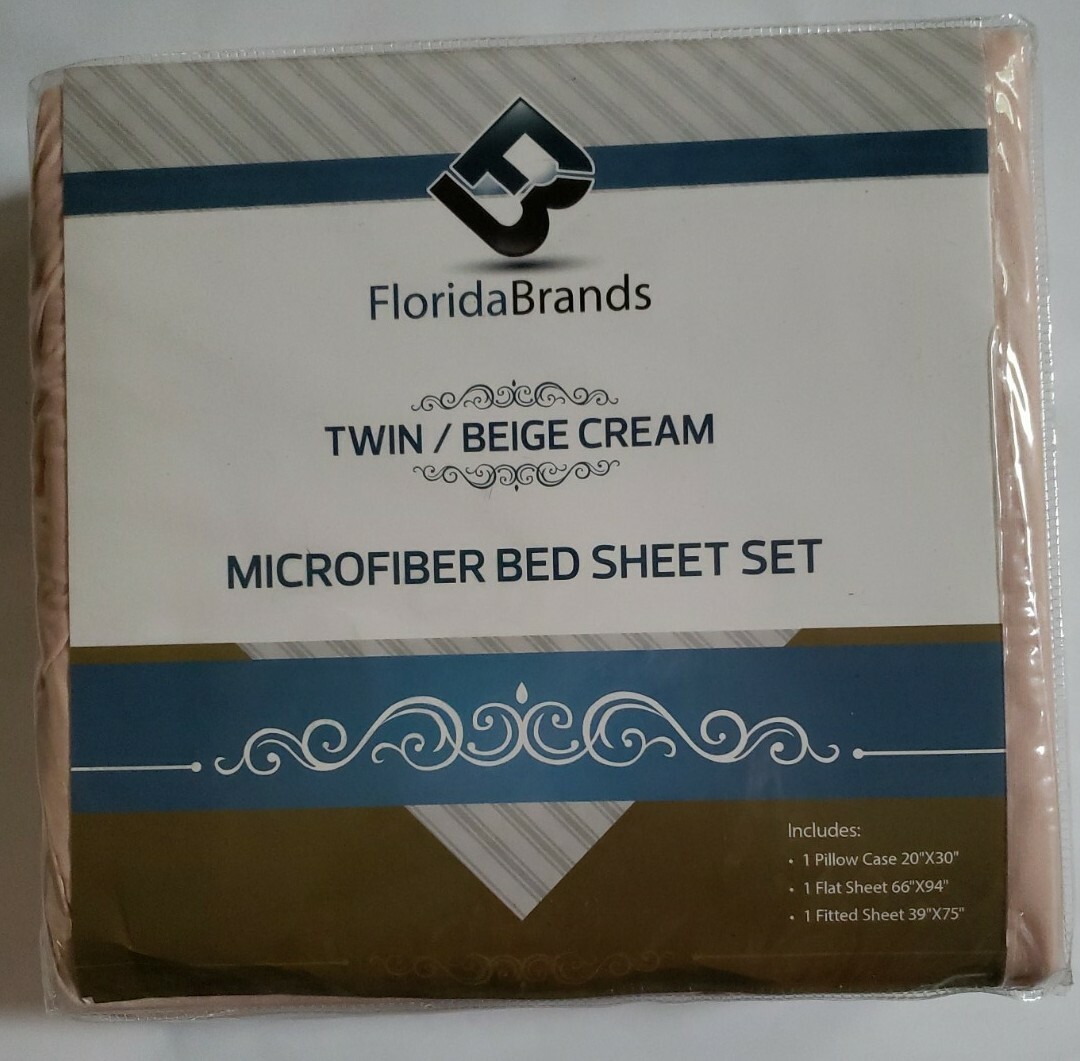 FloridaBrands
TWIN / BEIGE CREAM
MICROFIBER BED SHEET SET
Includes:
• 1 Pillow Case 20"X30"
• 1 Flat Sheet 66"X94"
• 1 Fitted Sheet 39"X75"